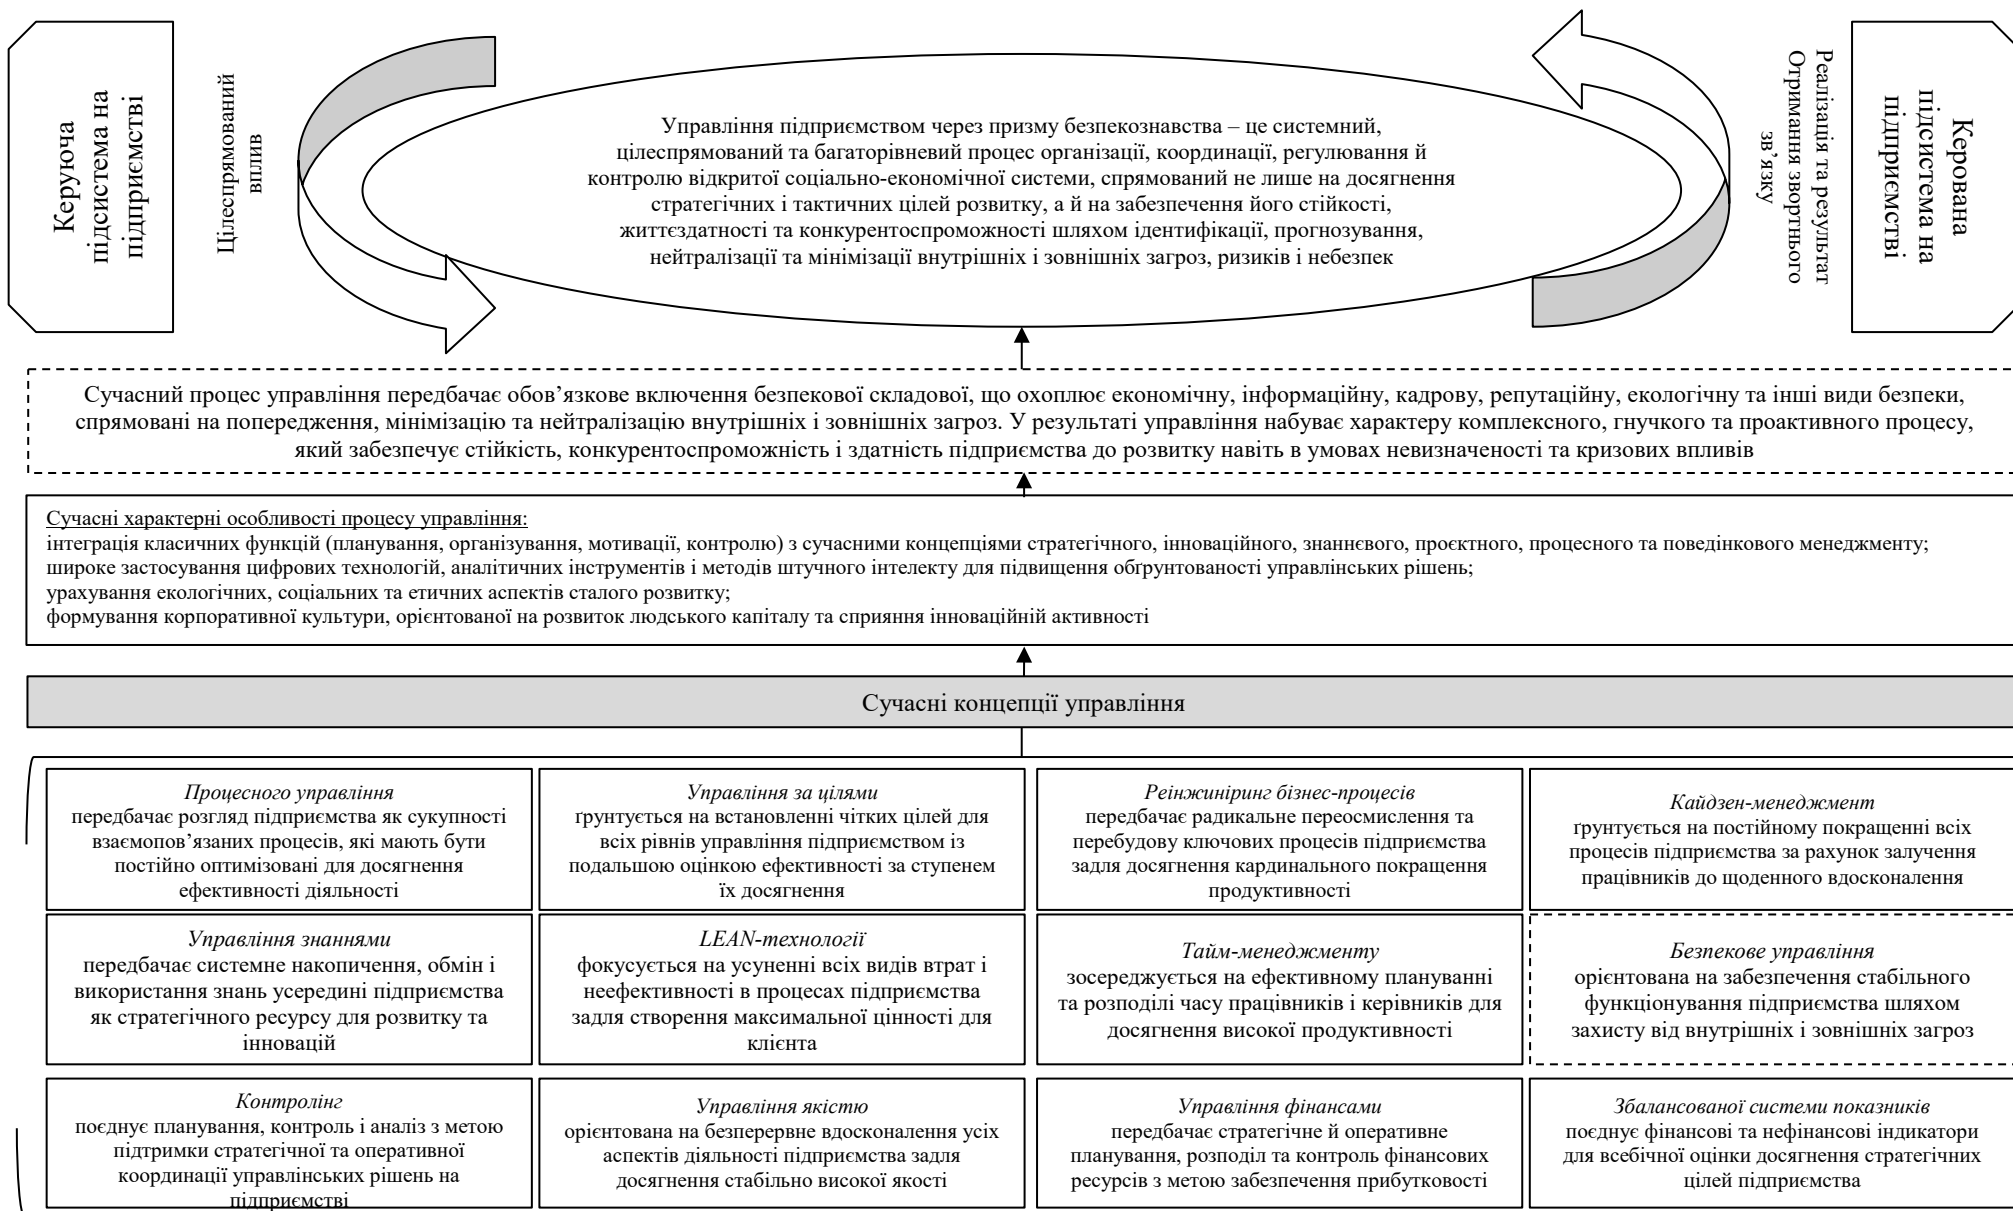 Керуюча
підсистема на
підприємстві
Цілеспрямований
вплив
Управління підприємством через призму безпекознавства – це системний,
цілеспрямований та багаторівневий процес організації, координації, регулювання й
контролю відкритої соціально-економічної системи, спрямований не лише на досягнення
стратегічних і тактичних цілей розвитку, а й на забезпечення його стійкості,
життєздатності та конкурентоспроможності шляхом ідентифікації, прогнозування,
нейтралізації та мінімізації внутрішніх і зовнішніх загроз, ризиків і небезпек
Реалізація та результат
Отримання звортнього
зв’язку
Керована
підсистема на
підприємстві
Сучасний процес управління передбачає обов’язкове включення безпекової складової, що охоплює економічну, інформаційну, кадрову, репутаційну, екологічну та інші види безпеки,
спрямовані на попередження, мінімізацію та нейтралізацію внутрішніх і зовнішніх загроз. У результаті управління набуває характеру комплексного, гнучкого та проактивного процесу,
який забезпечує стійкість, конкурентоспроможність і здатність підприємства до розвитку навіть в умовах невизначеності та кризових впливів
Сучасні характерні особливості процесу управління:
інтеграція класичних функцій (планування, організування, мотивації, контролю) з сучасними концепціями стратегічного, інноваційного, знаннєвого, проєктного, процесного та поведінкового менеджменту;
широке застосування цифрових технологій, аналітичних інструментів і методів штучного інтелекту для підвищення обґрунтованості управлінських рішень;
урахування екологічних, соціальних та етичних аспектів сталого розвитку;
формування корпоративної культури, орієнтованої на розвиток людського капіталу та сприяння інноваційній активності
Сучасні концепції управління
Процесного управління
передбачає розгляд підприємства як сукупності
взаємопов’язаних процесів, які мають бути
постійно оптимізовані для досягнення
ефективності діяльності
Управління за цілями
ґрунтується на встановленні чітких цілей для
всіх рівнів управління підприємством із
подальшою оцінкою ефективності за ступенем
їх досягнення
Реінжиніринг бізнес-процесів
передбачає радикальне переосмислення та
перебудову ключових процесів підприємства
задля досягнення кардинального покращення
продуктивності
Кайдзен-менеджмент
ґрунтується на постійному покращенні всіх
процесів підприємства за рахунок залучення
працівників до щоденного вдосконалення
Управління знаннями
передбачає системне накопичення, обмін і
використання знань усередині підприємства
як стратегічного ресурсу для розвитку та
інновацій
LEAN-технології
фокусується на усуненні всіх видів втрат і
неефективності в процесах підприємства
задля створення максимальної цінності для
клієнта
Тайм-менеджменту
зосереджується на ефективному плануванні
та розподілі часу працівників і керівників для
досягнення високої продуктивності
Безпекове управління
орієнтована на забезпечення стабільного
функціонування підприємства шляхом
захисту від внутрішніх і зовнішніх загроз
Контролінг
поєднує планування, контроль і аналіз з метою
підтримки стратегічної та оперативної
координації управлінських рішень на
підприємстві
Управління якістю
орієнтована на безперервне вдосконалення усіх
аспектів діяльності підприємства задля
досягнення стабільно високої якості
Управління фінансами
передбачає стратегічне й оперативне
планування, розподіл та контроль фінансових
ресурсів з метою забезпечення прибутковості
Збалансованої системи показників
поєднує фінансові та нефінансові індикатори
для всебічної оцінки досягнення стратегічних
цілей підприємства